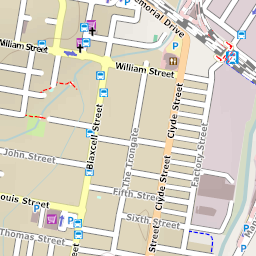 Memorial Drive
William Street
William Street
Blaxcell Street
The Trongate
Clyde Street
Factory Street
John Street
Fifth Street
Louis Street
Sixth Street
Thomas Street
Street